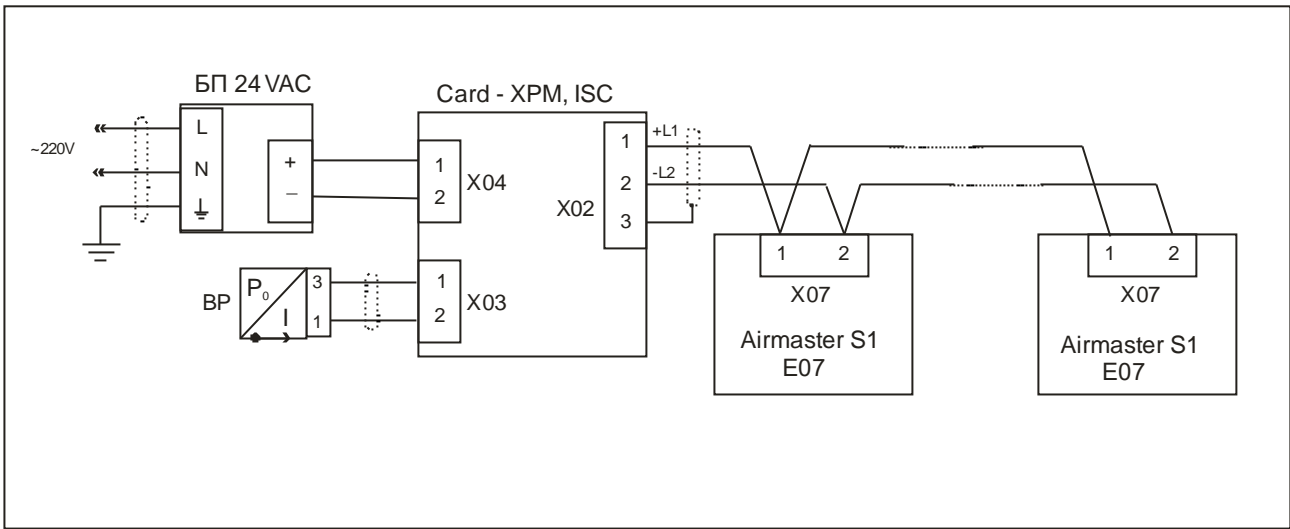 БП 24 VAC
~220V
L
N
+
–
Card - XPM, ISC
1
2
X04
1
2
X03
BP
P₀
I
3
1
X02
1
2
3
+L1
-L2
1 2
X07
Airmaster S1
E07
1 2
X07
Airmaster S1
E07